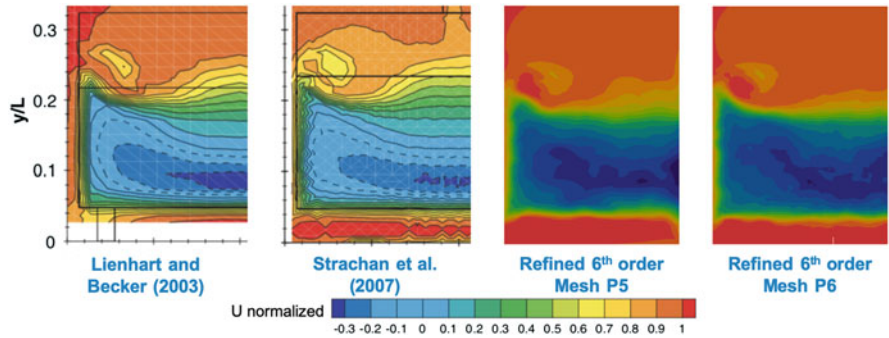 y/L
0.3
0.2
0.1
0
Lienhart and
Becker (2003)
Strachan et al.
(2007)
Refined 6th order
Mesh P5
Refined 6th order
Mesh P6
U normalized
-0.3 -0.2 -0.1 0 0.1 0.2 0.3 0.4 0.5 0.6 0.7 0.8 0.9 1